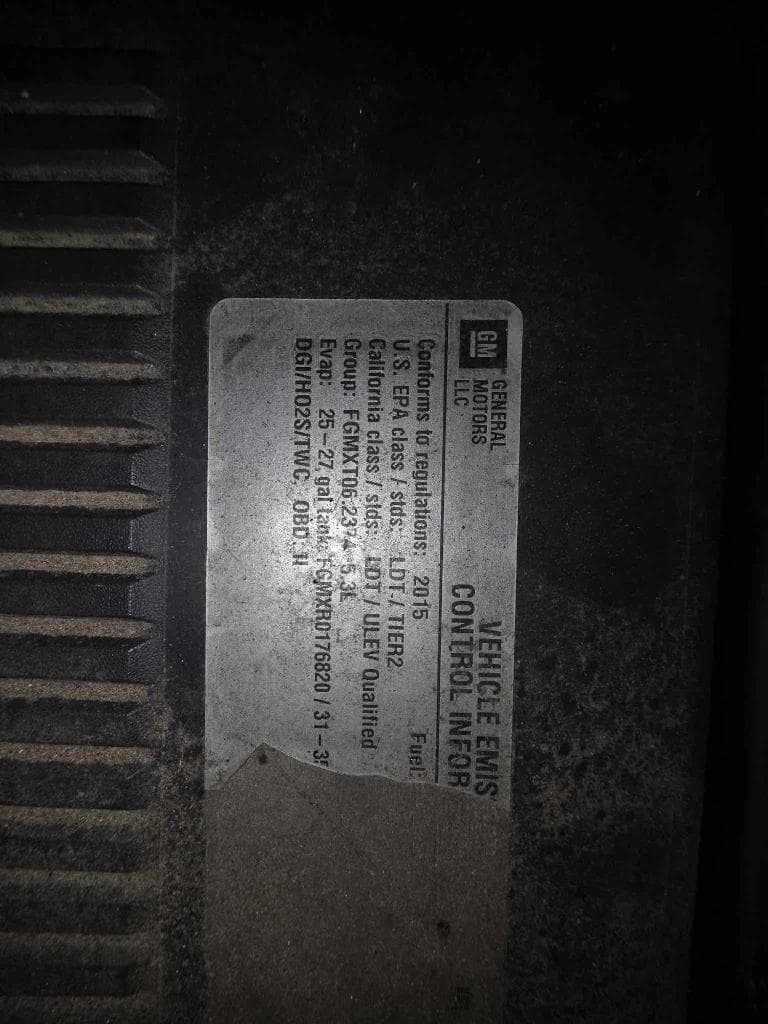 GM GENERAL MOTORS LLC
VEHICLE EMIS
CONTROL INFOR
Conforms to regulations: 2015 Fuel:
U.S. EPA class / stds: LDT / TIER2
California class / stds: LDT / ULEV Qualified
Group: FGMXT06.2374 5.3L
Evap: 25-27 gal tank: FGMXR0176820 / 31-3
DGI/HO2S/TWC, OBD: II